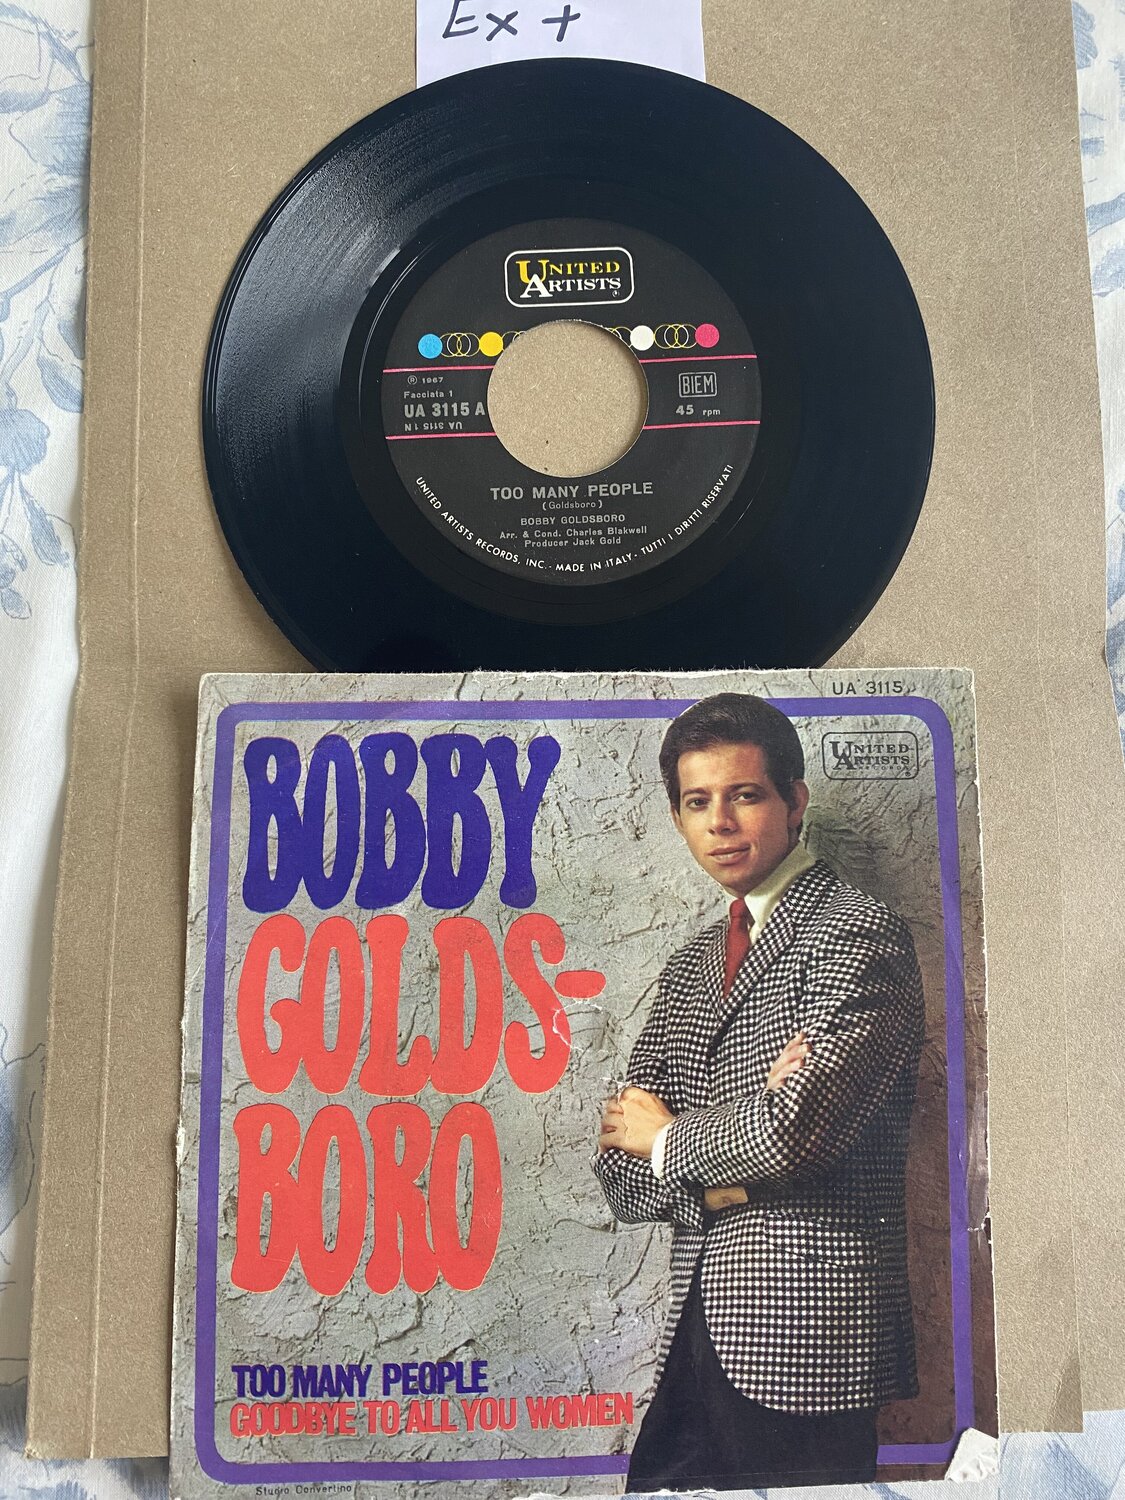 Ex +
UNITED
ARTISTS
℗ 1967
Facciata 1
UA 3115 A
UA 3115 1 N
BIEM
45 rpm
TOO MANY PEOPLE
(Goldsboro)
BOBBY GOLDSBORO
Arr. & Cond. Charles Blakwell
Producer Jack Gold
UNITED ARTISTS RECORDS, INC. - MADE IN ITALY - TUTTI I DIRITTI RISERVATI
UA 3115
UNITED
ARTISTS
RECORDS
BOBBY
GOLDS-
BORO
TOO MANY PEOPLE
GOODBYE TO ALL YOU WOMEN
Studio Convertino